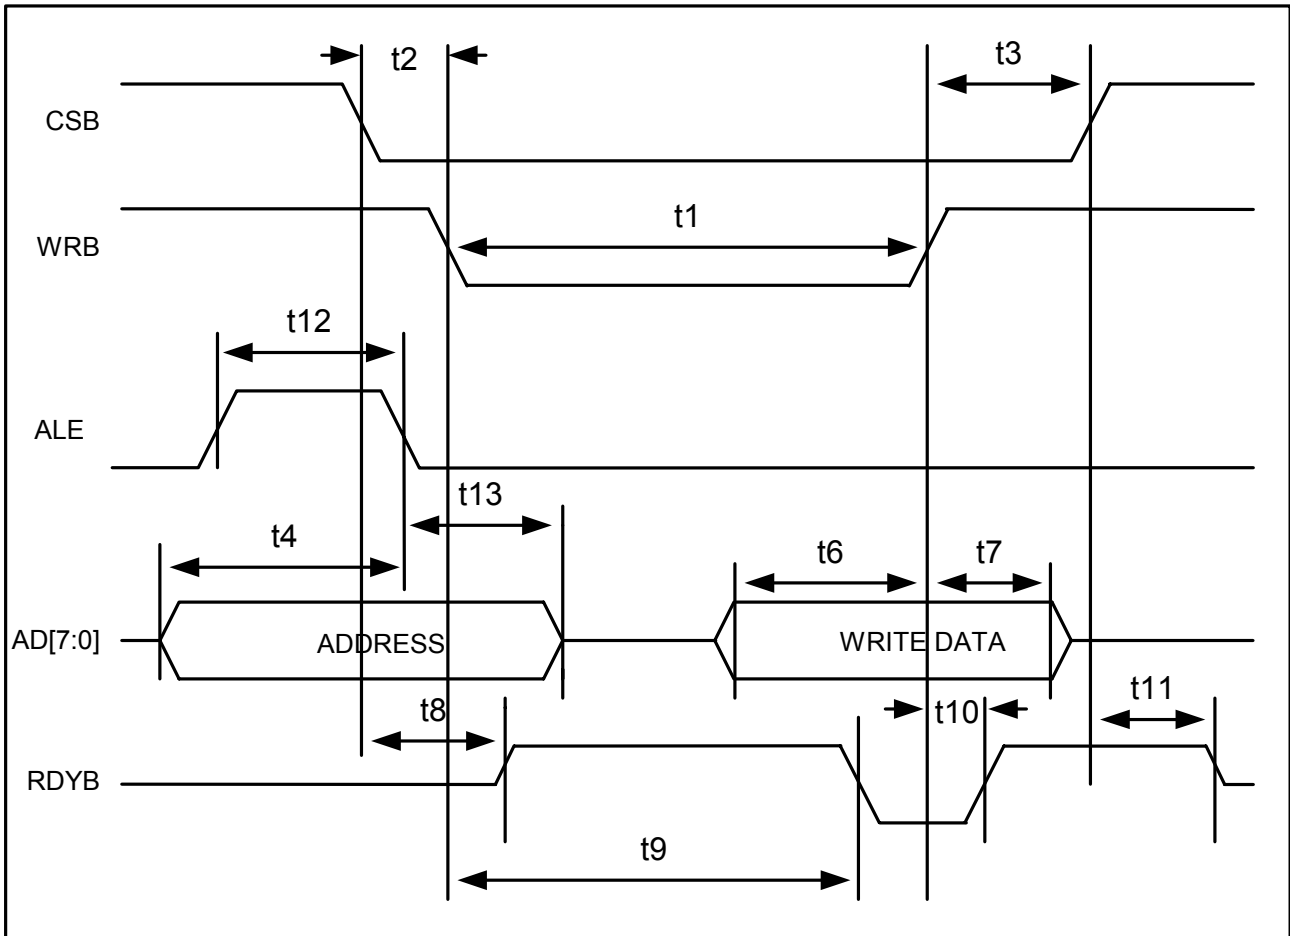 t2
t3
CSB
t1
WRB
t12
ALE
t13
t4
t6
t7
AD[7:0]
ADDRESS
WRITE DATA
t8
t10
t11
RDYB
t9